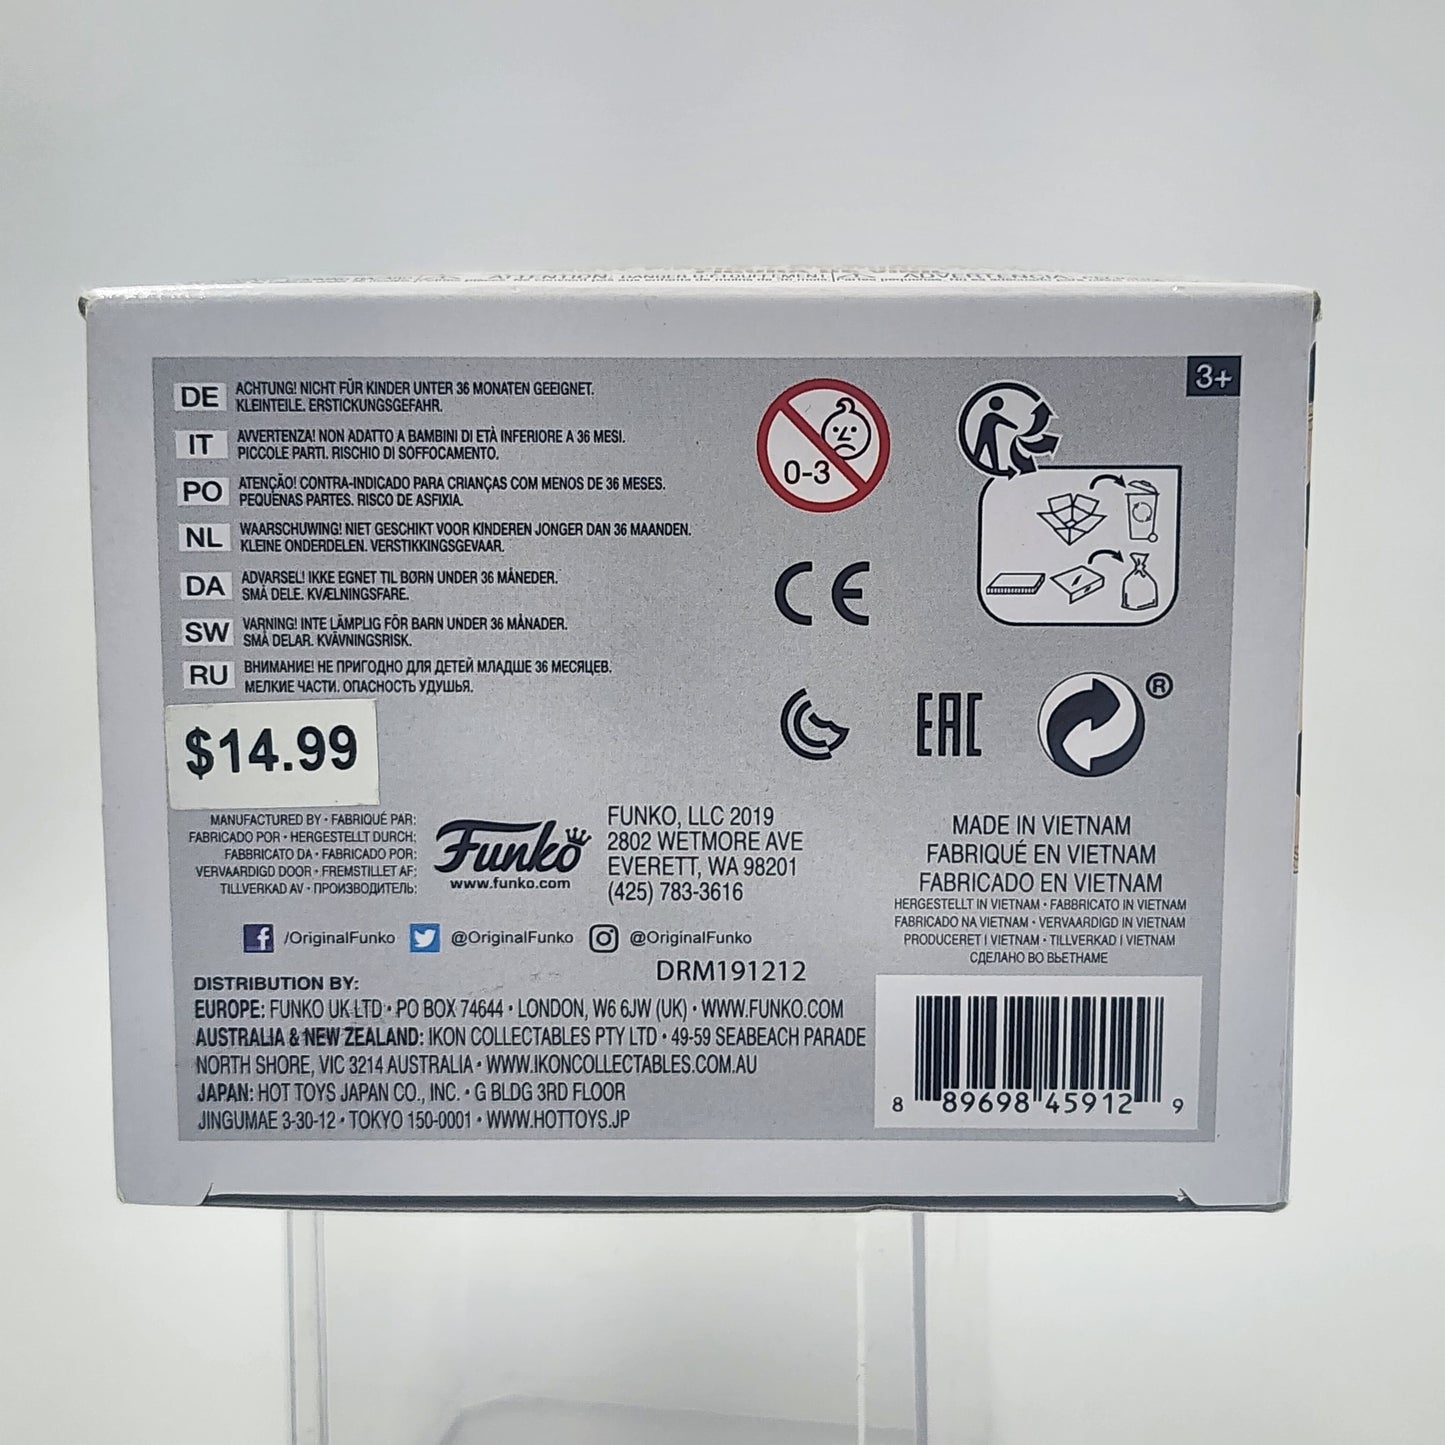 ATTENTION:
ADVERTENCIA
3+
DE ACHTUNG! NICHT FÜR KINDER UNTER 36 MONATEN GEEIGNET.
KLEINTEILE. ERSTICKUNGSGEFAHR.
IT AVVERTENZA! NON ADATTO A BAMBINI DI ETÀ INFERIORE A 36 MESI.
PICCOLE PARTI. RISCHIO DI SOFFOCAMENTO.
PO ATENÇÃO! CONTRA-INDICADO PARA CRIANÇAS COM MENOS DE 36 MESES.
PEQUENAS PARTES. RISCO DE ASFIXIA.
NL WAARSCHUWING! NIET GESCHIKT VOOR KINDEREN JONGER DAN 36 MAANDEN.
KLEINE ONDERDELEN. VERSTIKKINGSGEVAAR.
DA ADVARSEL! IKKE EGNET TIL BØRN UNDER 36 MÅNEDER.
SMÅ DELE. KVÆLNINGSFARE.
SW VARNING! INTE LÄMPLIG FÖR BARN UNDER 36 MÅNADER.
SMÅ DELAR. KVÄVNINGSRISK.
RU ВНИМАНИЕ! НЕ ПРИГОДНО ДЛЯ ДЕТЕЙ МЛАДШЕ 36 МЕСЯЦЕВ.
МЕЛКИЕ ЧАСТИ. ОПАСНОСТЬ УДУШЬЯ.
0-3
CE
EAC
®
$14.99
MANUFACTURED BY • FABRIQUÉ PAR:
FABRICADO POR • HERGESTELLT DURCH:
FABBRICATO DA • FABRICADO POR:
VERVAARDIGD DOOR • FREMSTILLET AF:
TILLVERKAD AV • ПРОИЗВОДИТЕЛЬ:
Funko
www.funko.com
FUNKO, LLC 2019
2802 WETMORE AVE
EVERETT, WA 98201
(425) 783-3616
MADE IN VIETNAM
FABRIQUÉ EN VIETNAM
FABRICADO EN VIETNAM
HERGESTELLT IN VIETNAM • FABBRICATO IN VIETNAM
FABRICADO NA VIETNAM • VERVAARDIGD IN VIETNAM
PRODUCERET I VIETNAM • TILLVERKAD I VIETNAM
СДЕЛАНО ВО ВЬЕТНАМЕ
f /OriginalFunko @OriginalFunko @OriginalFunko
DRM191212
DISTRIBUTION BY:
EUROPE: FUNKO UK LTD • PO BOX 74644 • LONDON, W6 6JW (UK) • WWW.FUNKO.COM
AUSTRALIA & NEW ZEALAND: IKON COLLECTABLES PTY LTD • 49-59 SEABEACH PARADE
NORTH SHORE, VIC 3214 AUSTRALIA • WWW.IKONCOLLECTABLES.COM.AU
JAPAN: HOT TOYS JAPAN CO., INC. • G BLDG 3RD FLOOR
JINGUMAE 3-30-12 • TOKYO 150-0001 • WWW.HOTTOYS.JP
8 89698 45912 9